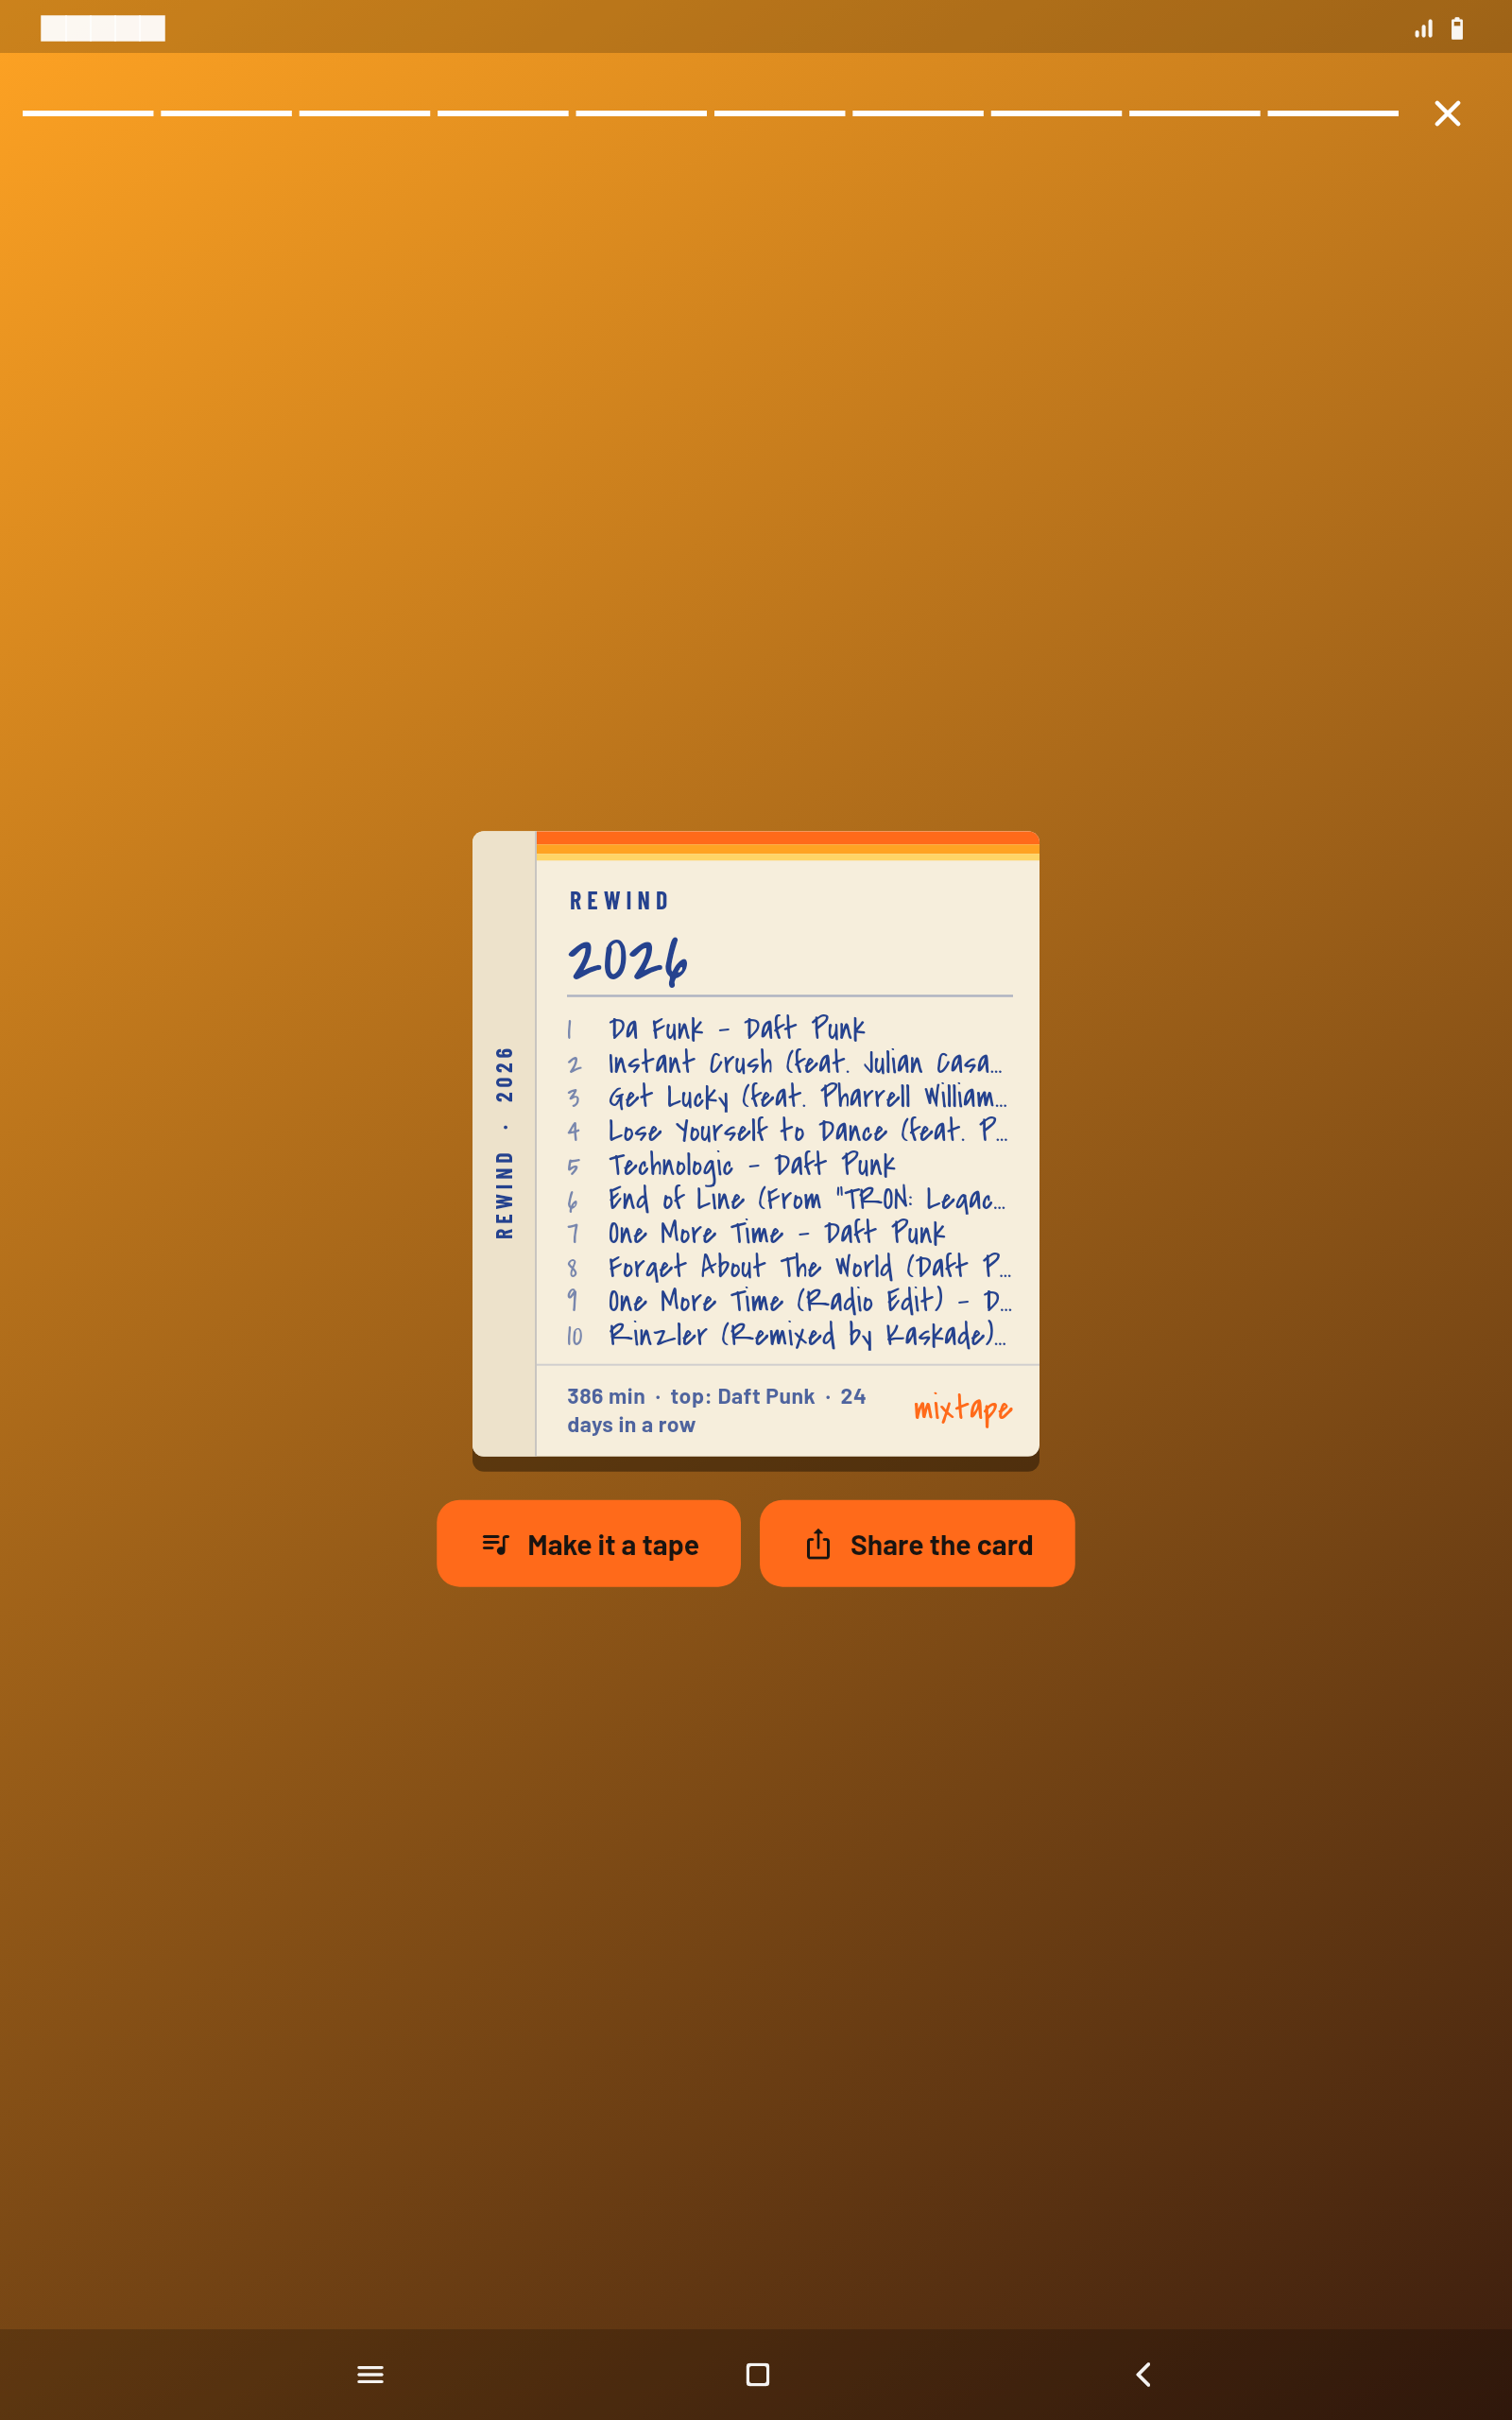 REWIND · 2026
REWIND
2026
1 Da Funk - Daft Punk
2 Instant Crush (feat. Julian Casa...
3 Get Lucky (feat. Pharrell William...
4 Lose Yourself to Dance (feat. P...
5 Technologic - Daft Punk
6 End of Line (From "TRON: Legac...
7 One More Time - Daft Punk
8 Forget About The World (Daft P...
9 One More Time (Radio Edit) - D...
10 Rinzler (Remixed by Kaskade)...
386 min · top: Daft Punk · 24
days in a row
mixtape
Make it a tape
Share the card